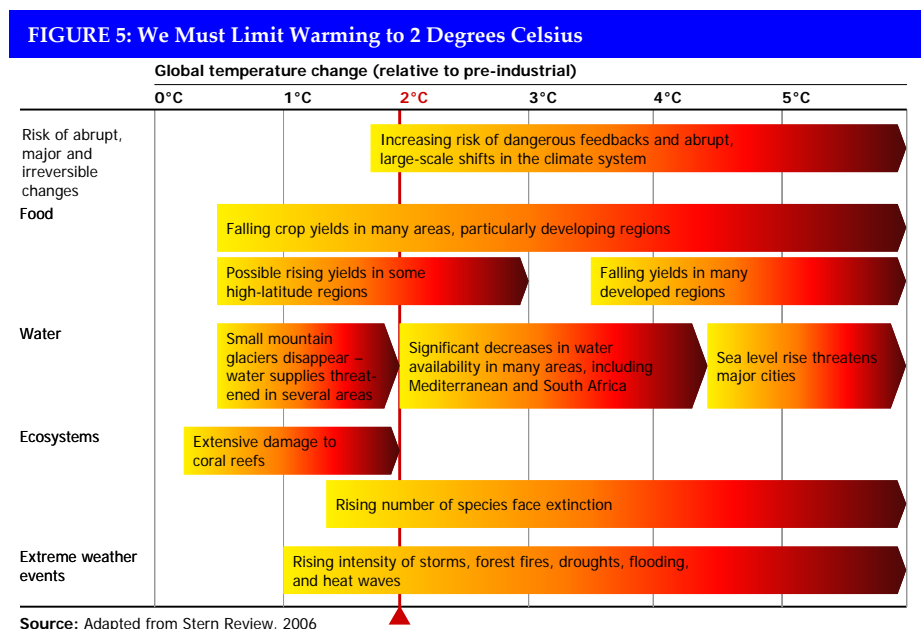 FIGURE 5: We Must Limit Warming to 2 Degrees Celsius
Global temperature change (relative to pre-industrial)
0°C 1°C 2°C 3°C 4°C 5°C
Risk of abrupt,
major and
irreversible
changes
Increasing risk of dangerous feedbacks and abrupt,
large-scale shifts in the climate system
Food
Falling crop yields in many areas, particularly developing regions
Possible rising yields in some
high-latitude regions
Falling yields in many
developed regions
Water
Small mountain
glaciers disappear –
water supplies threat-
ened in several areas
Significant decreases in water
availability in many areas, including
Mediterranean and South Africa
Sea level rise threatens
major cities
Ecosystems
Extensive damage to
coral reefs
Rising number of species face extinction
Extreme weather
events
Rising intensity of storms, forest fires, droughts, flooding,
and heat waves
Source: Adapted from Stern Review, 2006